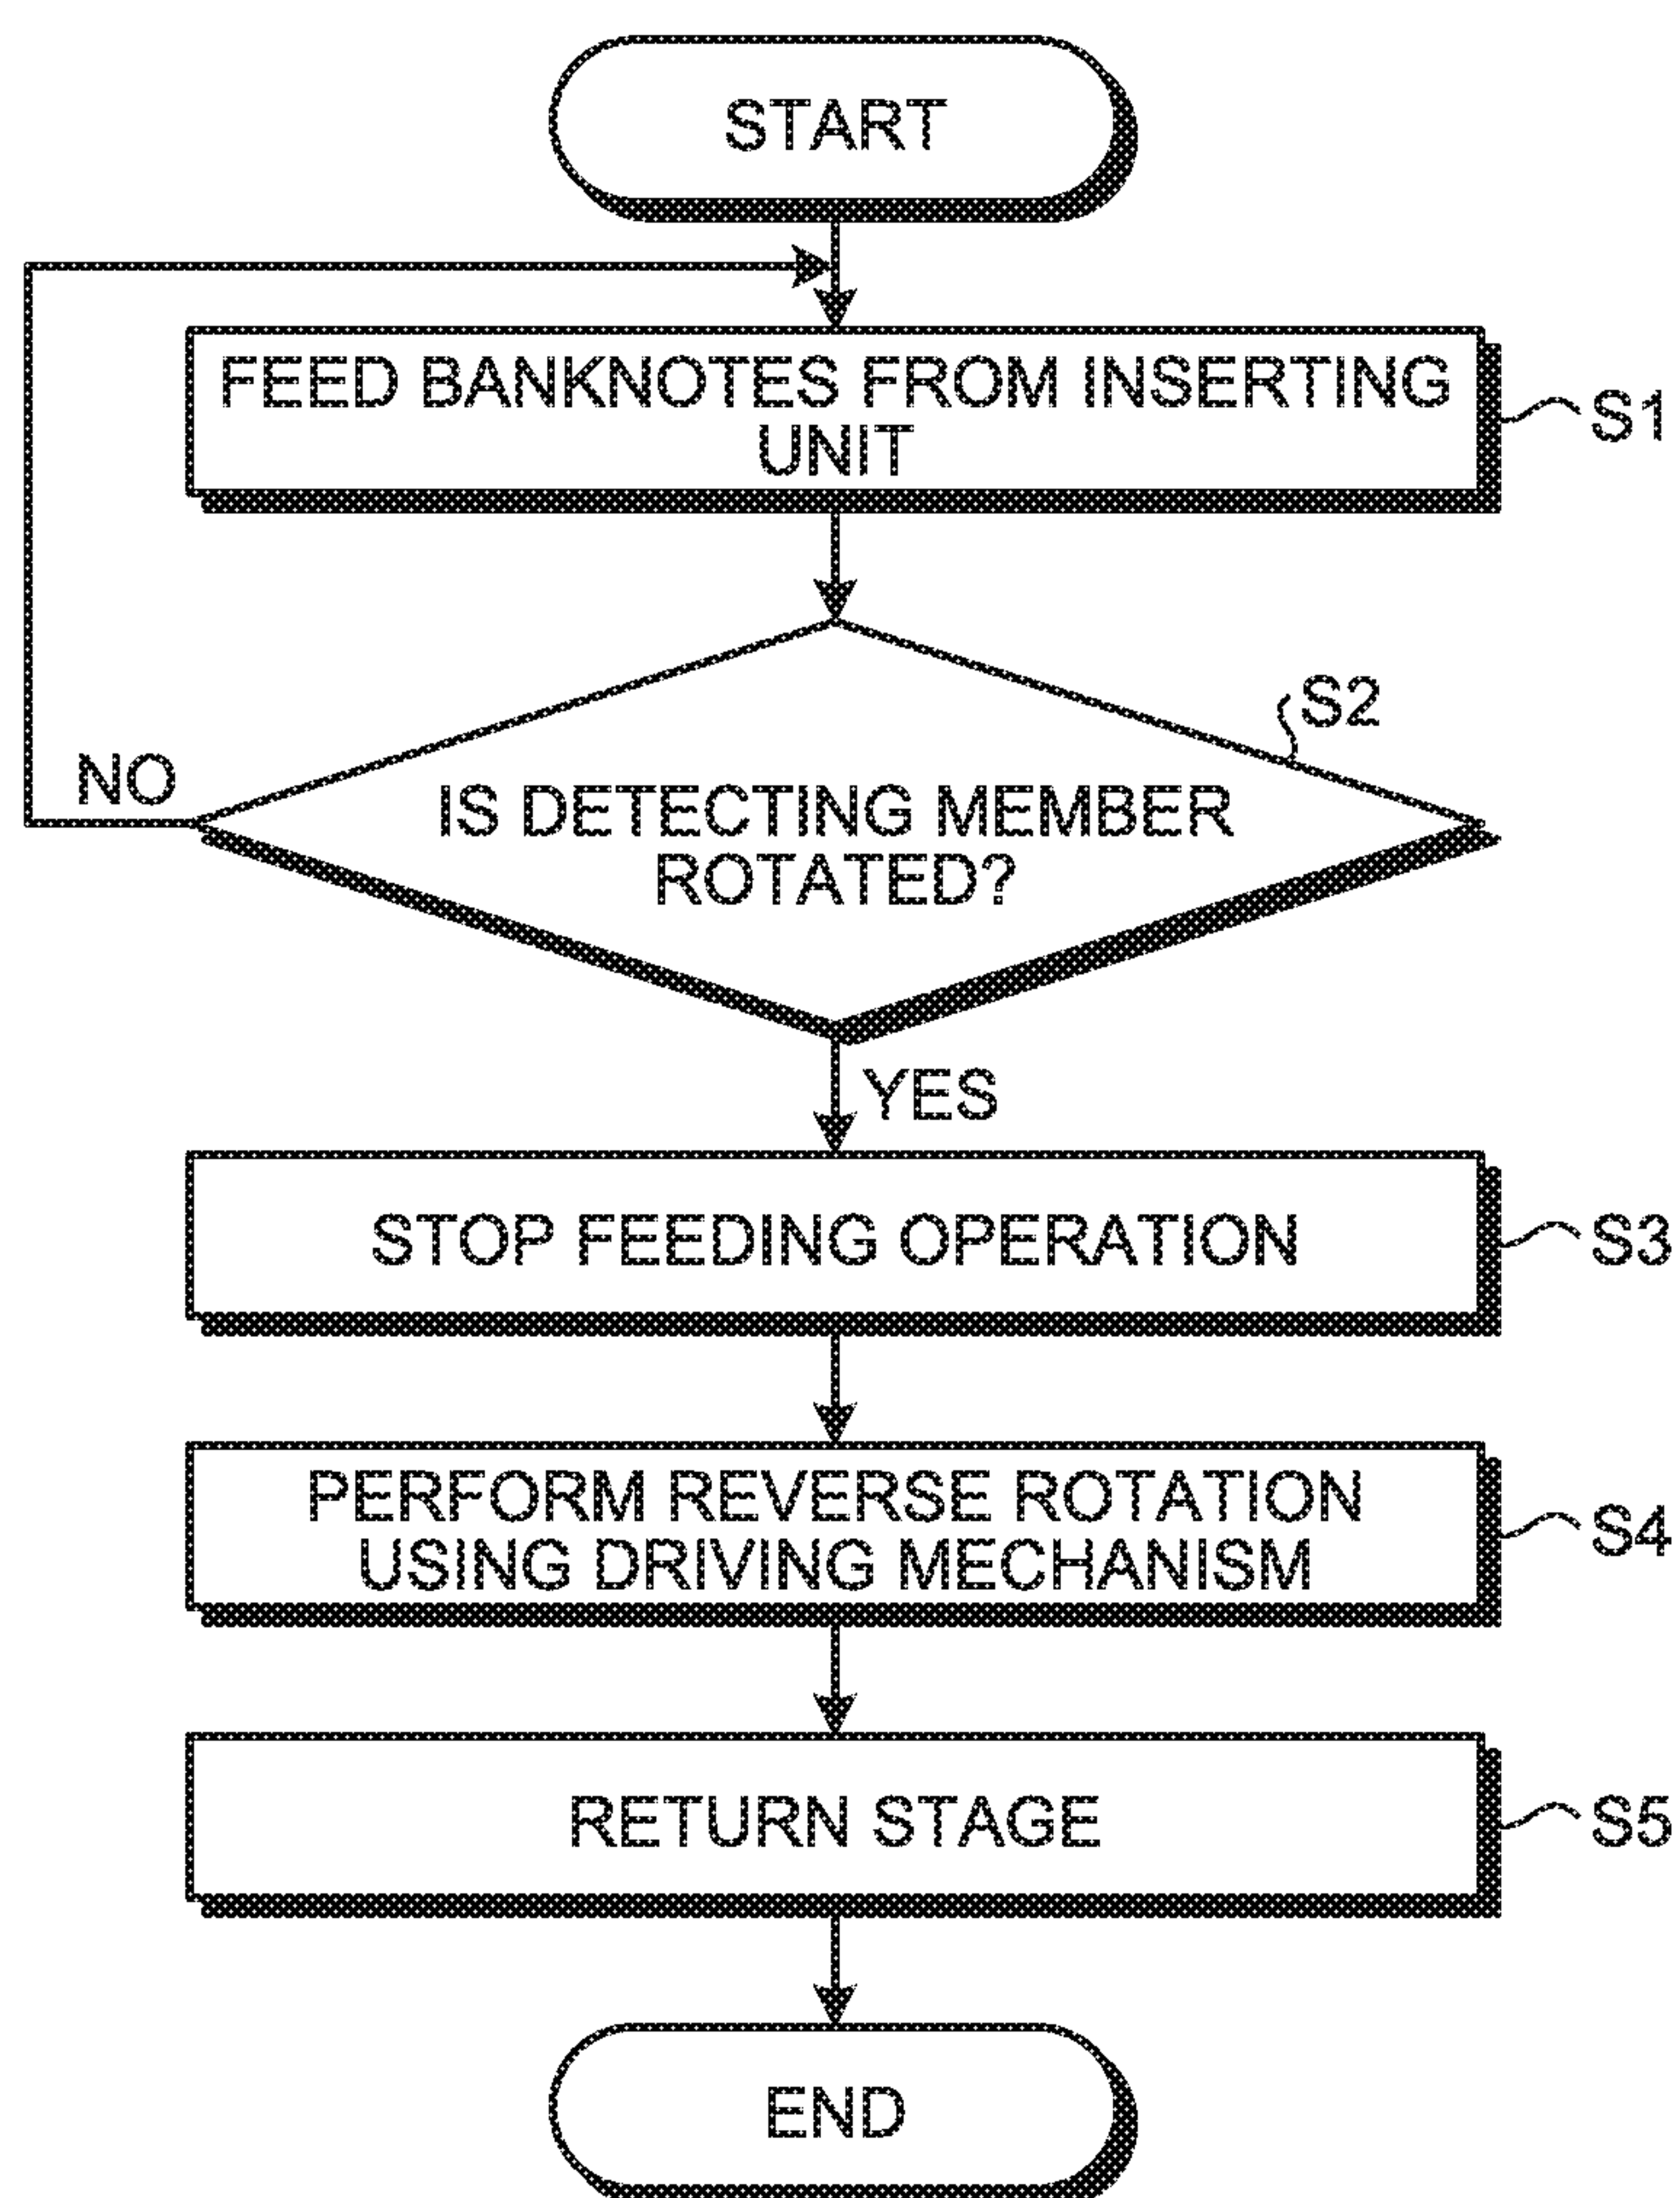 START
FEED BANKNOTES FROM INSERTING
UNIT
S1
S2
NO
IS DETECTING MEMBER
ROTATED?
YES
STOP FEEDING OPERATION
S3
PERFORM REVERSE ROTATION
USING DRIVING MECHANISM
S4
RETURN STAGE
S5
END